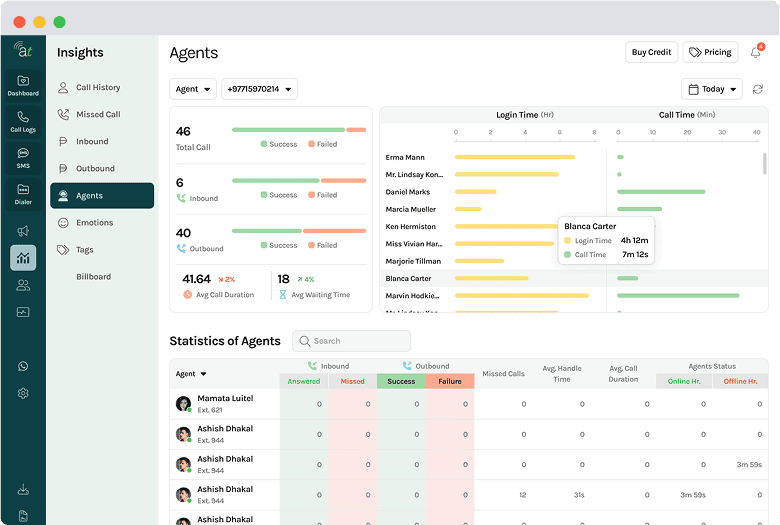 at
Insights
Agents
Buy Credit
Pricing
4
Dashboard
Call Logs
SMS
Dialer
Call History
Missed Call
Inbound
Outbound
Agents
Emotions
Tags
Billboard
Agent
+97715970214
Today
46
Total Call
Success
Failed
6
Inbound
Success
Failed
40
Outbound
Success
Failed
41.64
2%
Avg Call Duration
18
4%
Avg Waiting Time
Login Time (Hr)
Call Time (Min)
0 2 4 6 8
0 10 20 30 40
Erma Mann
Mr. Lindsay Kon...
Daniel Marks
Marcia Mueller
Ken Hermiston
Miss Vivian Har...
Marjorie Tillman
Blanca Carter
Marvin Hodkie...
Blanca Carter
Login Time 4h 12m
Call Time 7m 12s
Statistics of Agents
Search
Agent
Inbound
Outbound
Missed Calls
Avg. Handle
Time
Avg. Call
Duration
Agents Status
Answered Missed Success Failure
Online Hr. Offline Hr.
Mamata Luitel
Ext. 621
0 0 0 0 0 0 0 0 0
Ashish Dhakal
Ext. 944
0 0 0 0 0 0 0 0 0
Ashish Dhakal
Ext. 944
0 0 0 0 0 0 0 0 3m 59s
Ashish Dhakal
Ext. 944
0 0 0 0 12 31s 0 3m 59s 0
Ashish Dhakal